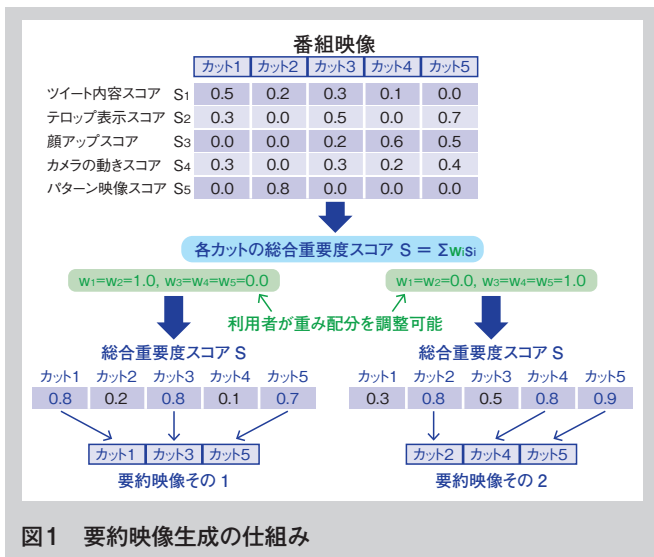 番組映像
カット1 カット2 カット3 カット4 カット5
ツイート内容スコア S1 0.5 0.2 0.3 0.1 0.0
テロップ表示スコア S2 0.3 0.0 0.5 0.0 0.7
顔アップスコア S3 0.0 0.0 0.2 0.6 0.5
カメラの動きスコア S4 0.3 0.0 0.3 0.2 0.4
パターン映像スコア S5 0.0 0.8 0.0 0.0 0.0
各カットの総合重要度スコア S = Σwisi
w1=w2=1.0, w3=w4=w5=0.0 w1=w2=0.0, w3=w4=w5=1.0
利用者が重み配分を調整可能
総合重要度スコア S 総合重要度スコア S
カット1 カット2 カット3 カット4 カット5 カット1 カット2 カット3 カット4 カット5
0.8 0.2 0.8 0.1 0.7 0.3 0.8 0.5 0.8 0.9
カット1 カット3 カット5 カット2 カット4 カット5
要約映像その1 要約映像その2
図1 要約映像生成の仕組み